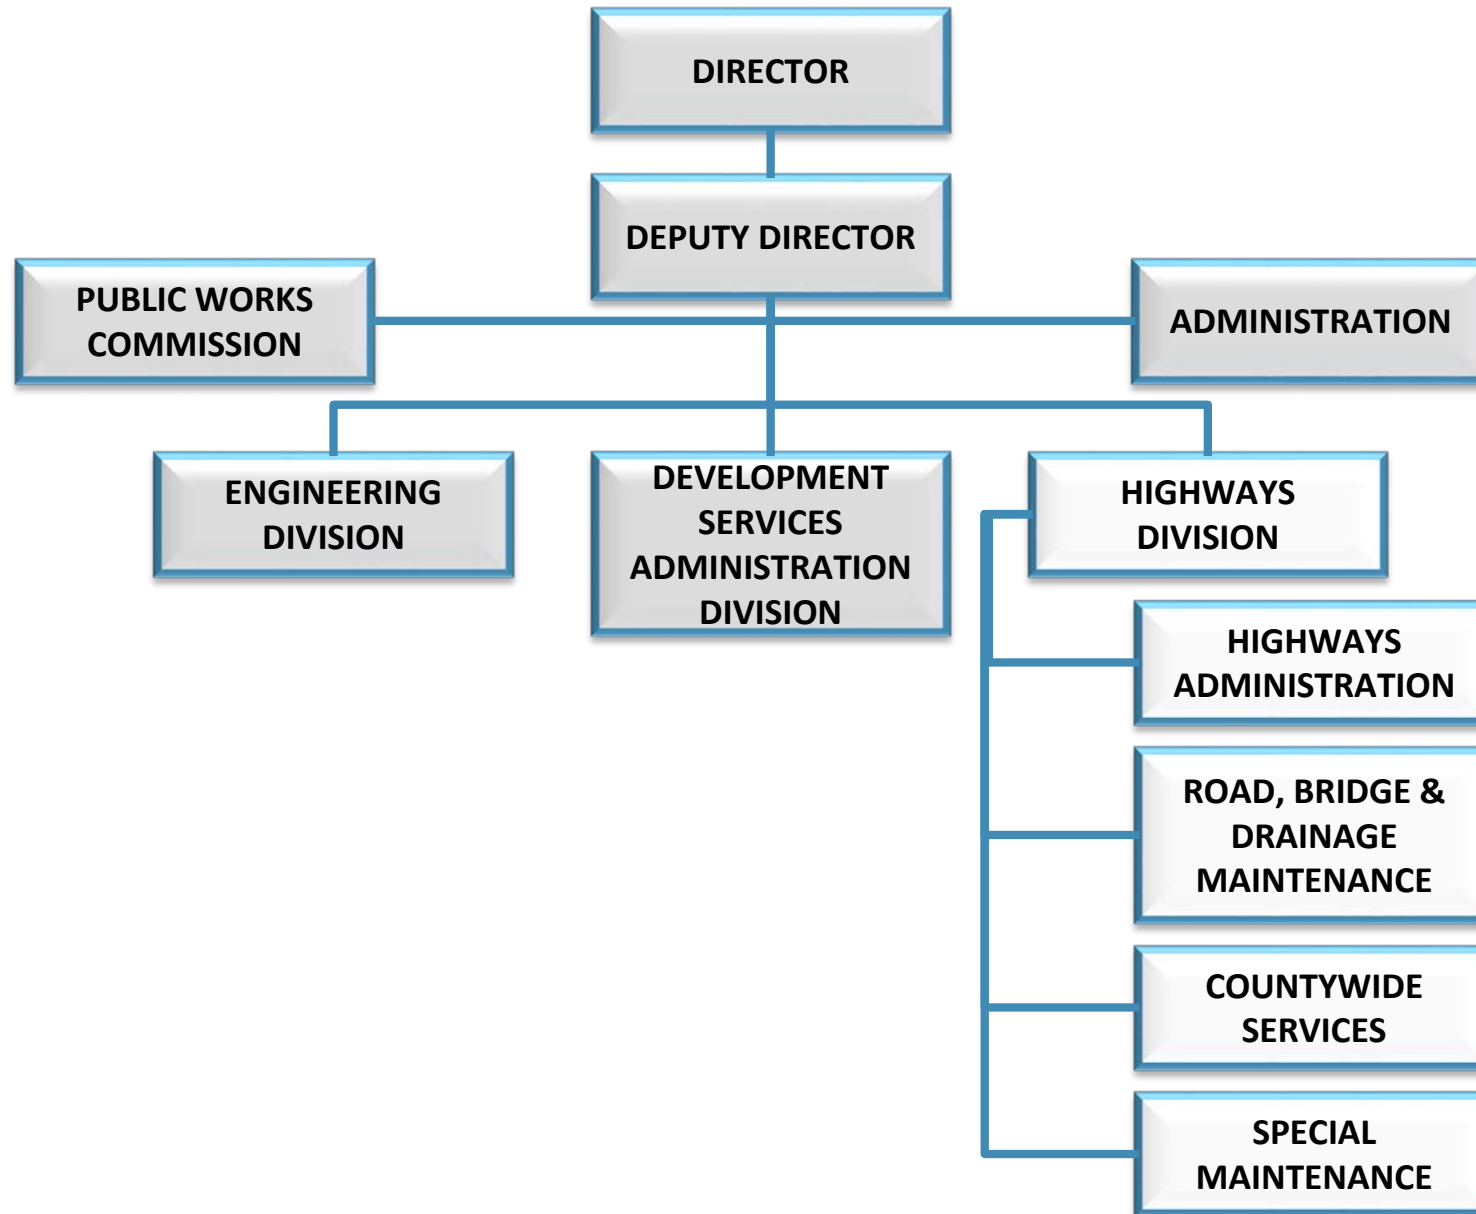 DIRECTOR
DEPUTY DIRECTOR
PUBLIC WORKS
COMMISSION
ADMINISTRATION
ENGINEERING
DIVISION
DEVELOPMENT
SERVICES
ADMINISTRATION
DIVISION
HIGHWAYS
DIVISION
HIGHWAYS
ADMINISTRATION
ROAD, BRIDGE &
DRAINAGE
MAINTENANCE
COUNTYWIDE
SERVICES
SPECIAL
MAINTENANCE